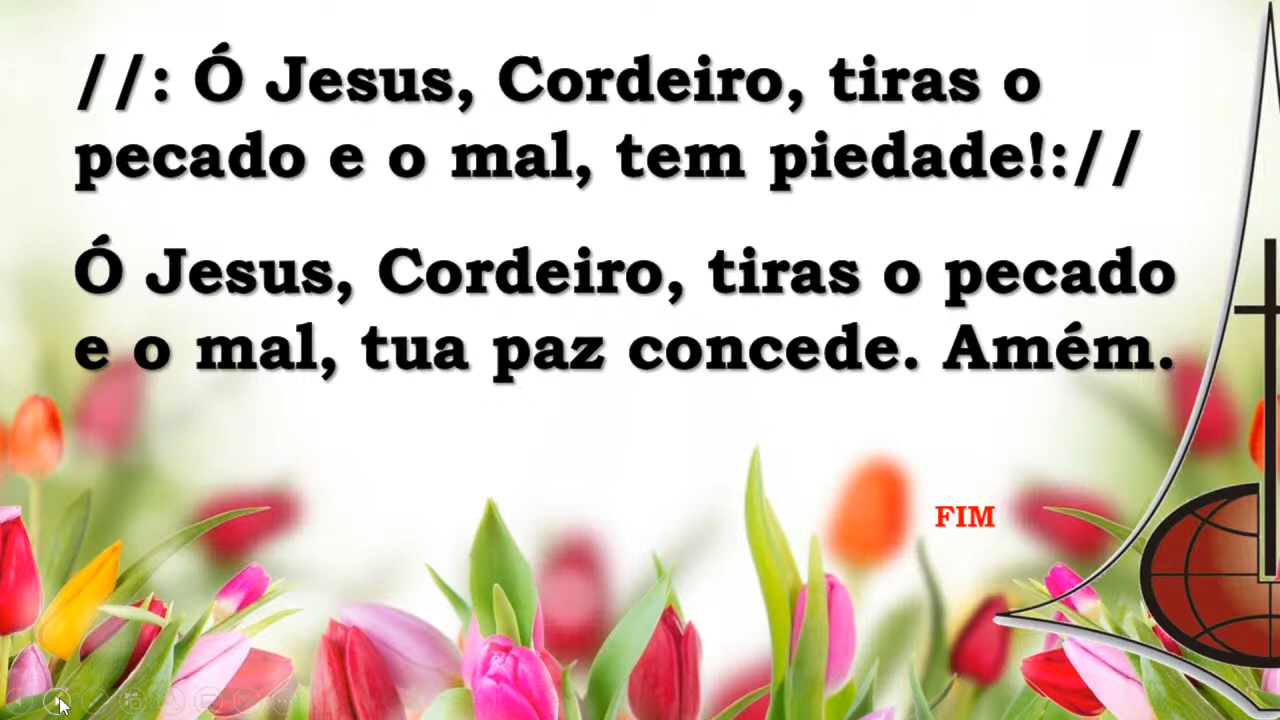 //: Ó Jesus, Cordeiro, tiras o
pecado e o mal, tem piedade!://
Ó Jesus, Cordeiro, tiras o pecado
e o mal, tua paz concede. Amém.
FIM